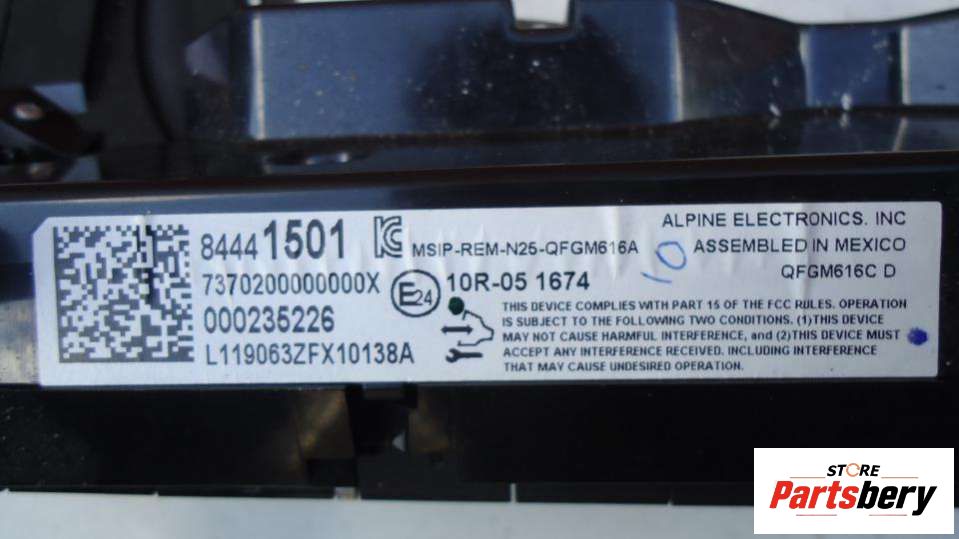 84441501
7370200000000X
000235226
L119063ZFX10138A
KC MSIP-REM-N25-QFGM616A
E24 10R-05 1674
10
ALPINE ELECTRONICS, INC
ASSEMBLED IN MEXICO
QFGM616C D
THIS DEVICE COMPLIES WITH PART 15 OF THE FCC RULES. OPERATION
IS SUBJECT TO THE FOLLOWING TWO CONDITIONS. (1)THIS DEVICE
MAY NOT CAUSE HARMFUL INTERFERENCE, and (2)THIS DEVICE MUST
ACCEPT ANY INTERFERENCE RECEIVED. INCLUDING INTERFERENCE
THAT MAY CAUSE UNDESIRED OPERATION.
STORE
Partsbery